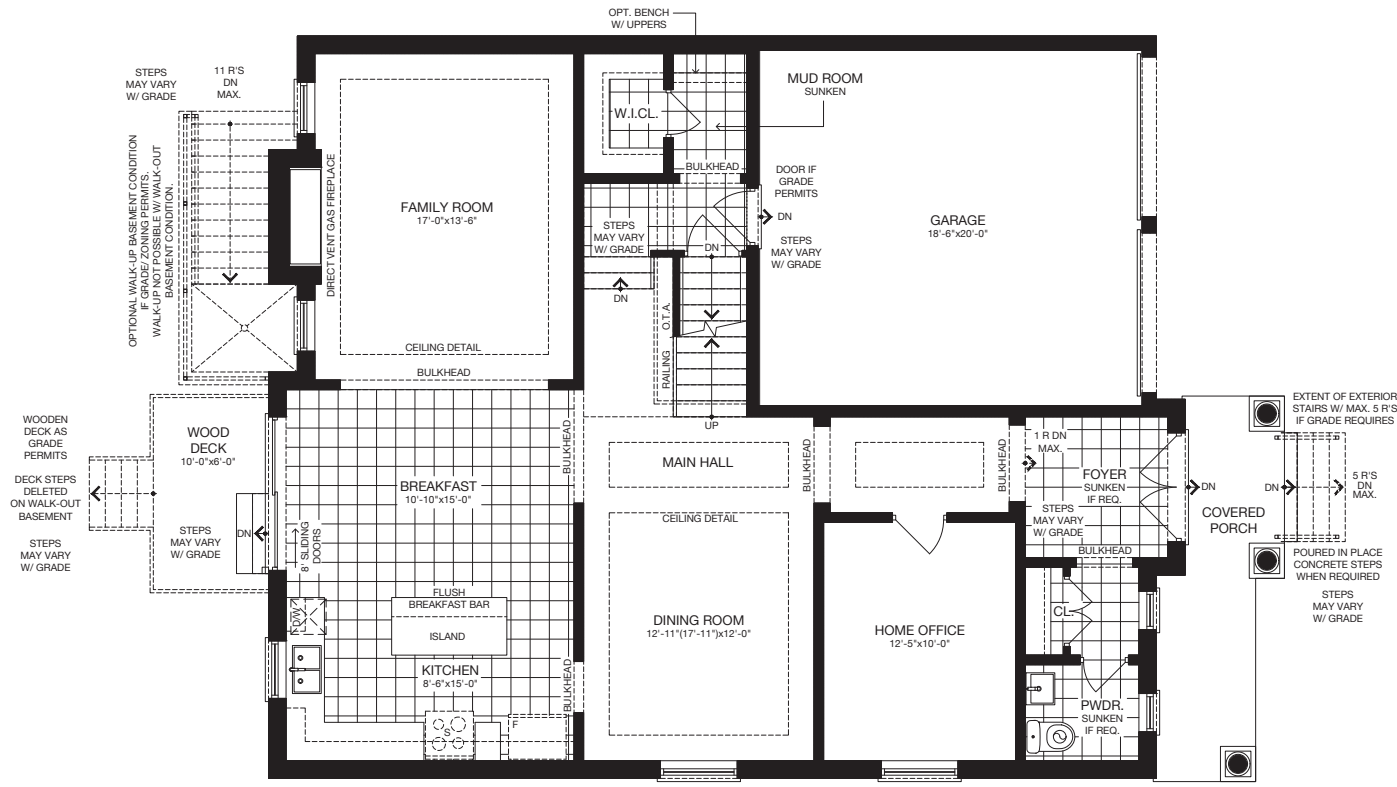 OPT. BENCH
W/ UPPERS
STEPS
MAY VARY
W/ GRADE
11 R'S
DN
MAX.
OPTIONAL WALK-UP BASEMENT CONDITION
IF GRADE/ ZONING PERMITS.
WALK-UP NOT POSSIBLE W/ WALK-OUT
BASEMENT CONDITION.
DIRECT VENT GAS FIREPLACE
FAMILY ROOM
17'-0"x13'-6"
CEILING DETAIL
BULKHEAD
W.I.CL.
MUD ROOM
SUNKEN
BULKHEAD
DOOR IF
GRADE
PERMITS
DN
STEPS
MAY VARY
W/ GRADE
STEPS
MAY VARY
W/ GRADE
DN
DN
RAILING
O.T.A.
UP
GARAGE
18'-6"x20'-0"
WOODEN
DECK AS
GRADE
PERMITS
DECK STEPS
DELETED
ON WALK-OUT
BASEMENT
STEPS
MAY VARY
W/ GRADE
WOOD
DECK
10'-0"x6'-0"
STEPS
MAY VARY
W/ GRADE
DN
8' SLIDING
DOORS
BREAKFAST
10'-10"x15'-0"
BULKHEAD
FLUSH
BREAKFAST BAR
ISLAND
D/W
KITCHEN
8'-6"x15'-0"
BULKHEAD
S
F
MAIN HALL
CEILING DETAIL
DINING ROOM
12'-11"(17'-11")x12'-0"
BULKHEAD
BULKHEAD
HOME OFFICE
12'-5"x10'-0"
1 R DN
MAX.
FOYER
SUNKEN
IF REQ.
STEPS
MAY VARY
W/ GRADE
BULKHEAD
CL.
PWDR.
SUNKEN
IF REQ.
DN
COVERED
PORCH
DN
EXTENT OF EXTERIOR
STAIRS W/ MAX. 5 R'S
IF GRADE REQUIRES
5 R'S
DN
MAX.
POURED IN PLACE
CONCRETE STEPS
WHEN REQUIRED
STEPS
MAY VARY
W/ GRADE